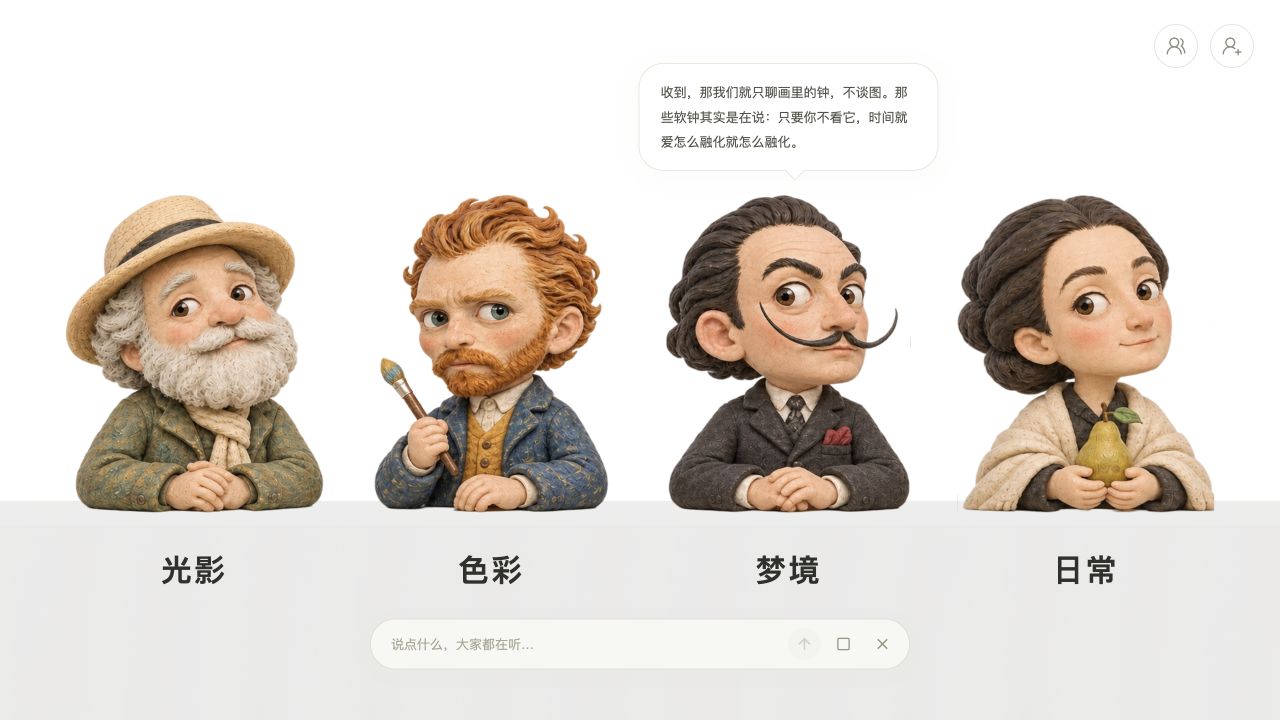 收到，那我们就只聊画里的钟，不谈图。那
些软钟其实是在说：只要你不看它，时间就
爱怎么融化就怎么融化。
光影
色彩
梦境
日常
说点什么，大家都在听...